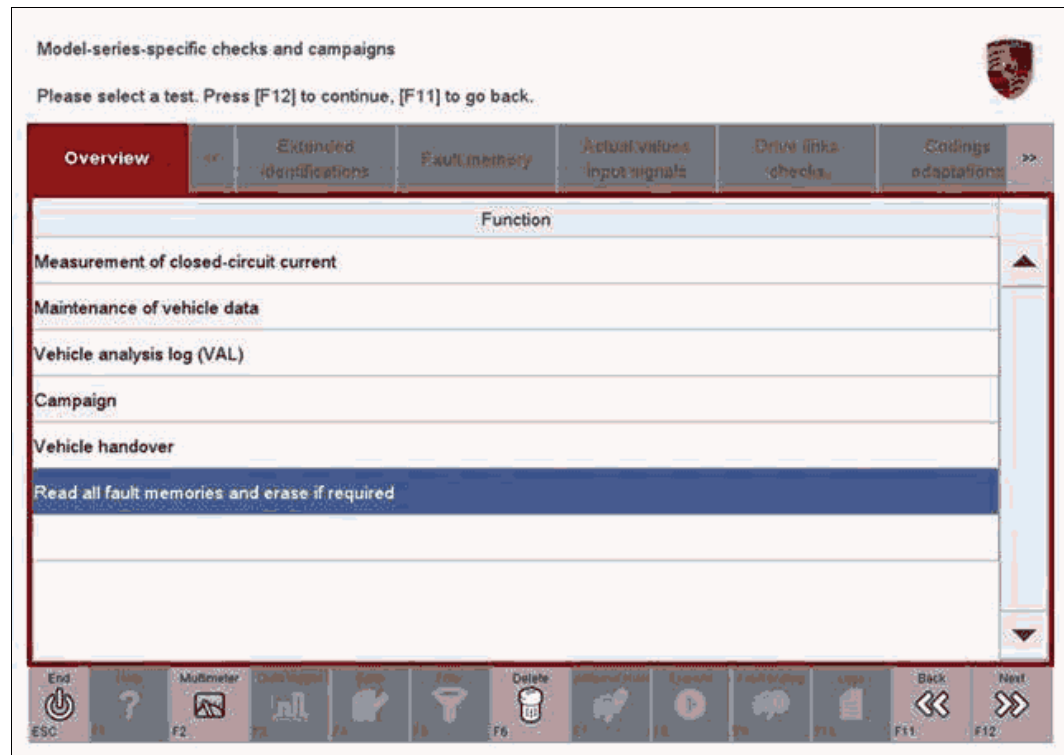 Model-series-specific checks and campaigns
Please select a test. Press [F12] to continue, [F11] to go back.
Overview
<<
Extended
identifications
Fault memory
Actual values
input signals
Drive links
checks.
Codings
adaptations
>>
Function
Measurement of closed-circuit current
Maintenance of vehicle data
Vehicle analysis log (VAL)
Campaign
Vehicle handover
Read all fault memories and erase if required
End
Help
Multimeter
Filter
Delete
Back
Next
ESC
F1
F2
F6
F11
F12